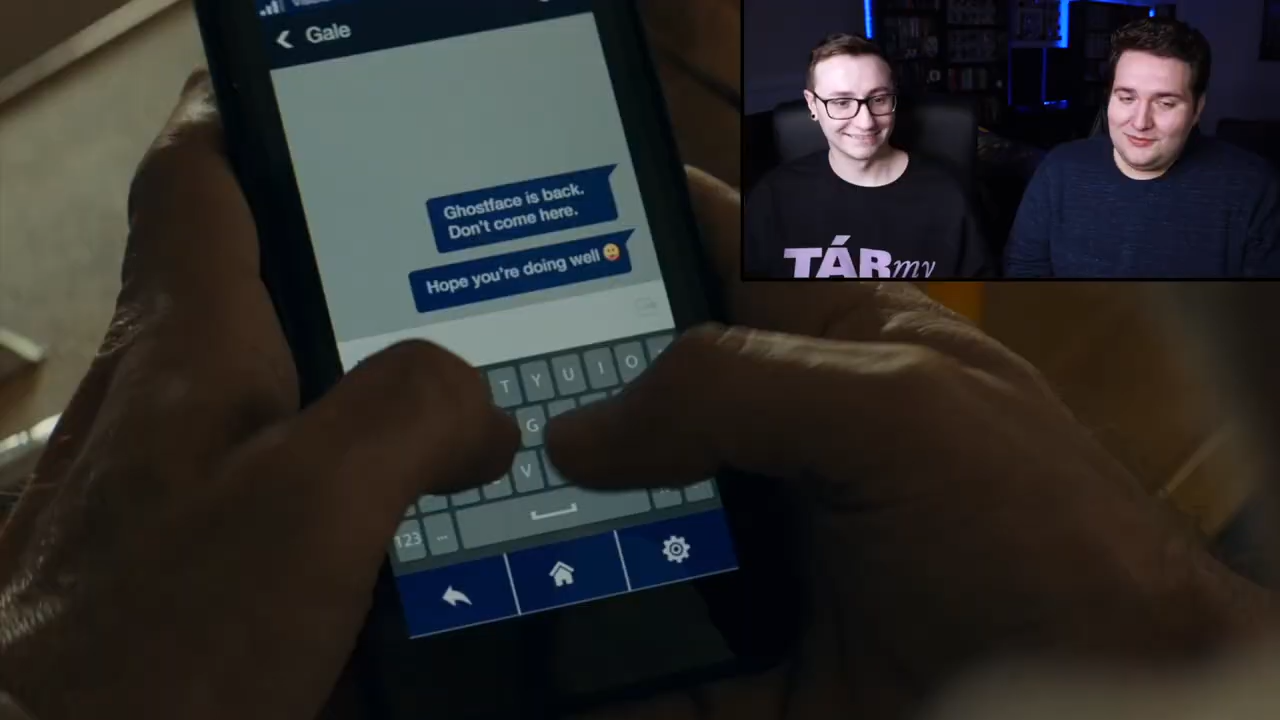 Gale
Ghostface is back.
Don't come here.
Hope you're doing well 😜
T Y U I O
G
V
123 ...
TÁRmy